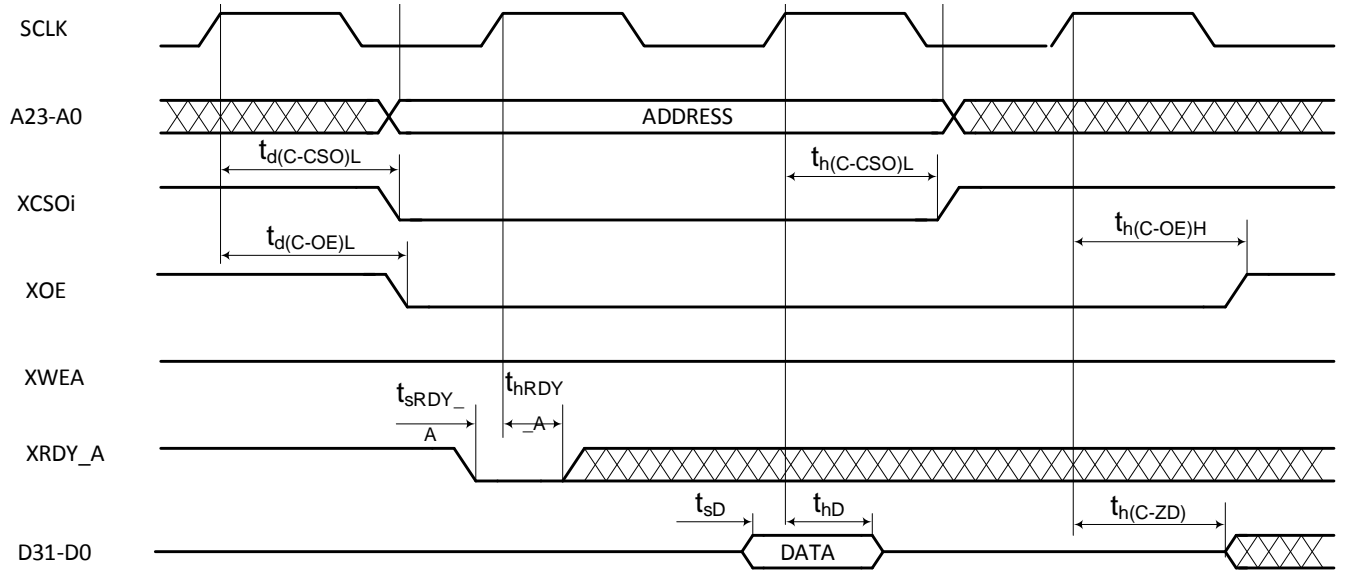 SCLK
A23-A0
ADDRESS
td(C-CSO)L
th(C-CSO)L
XCSOi
td(C-OE)L
th(C-OE)H
XOE
XWEA
tsRDY_
A
thRDY
_A
XRDY_A
tsD
thD
th(C-ZD)
D31-D0
DATA